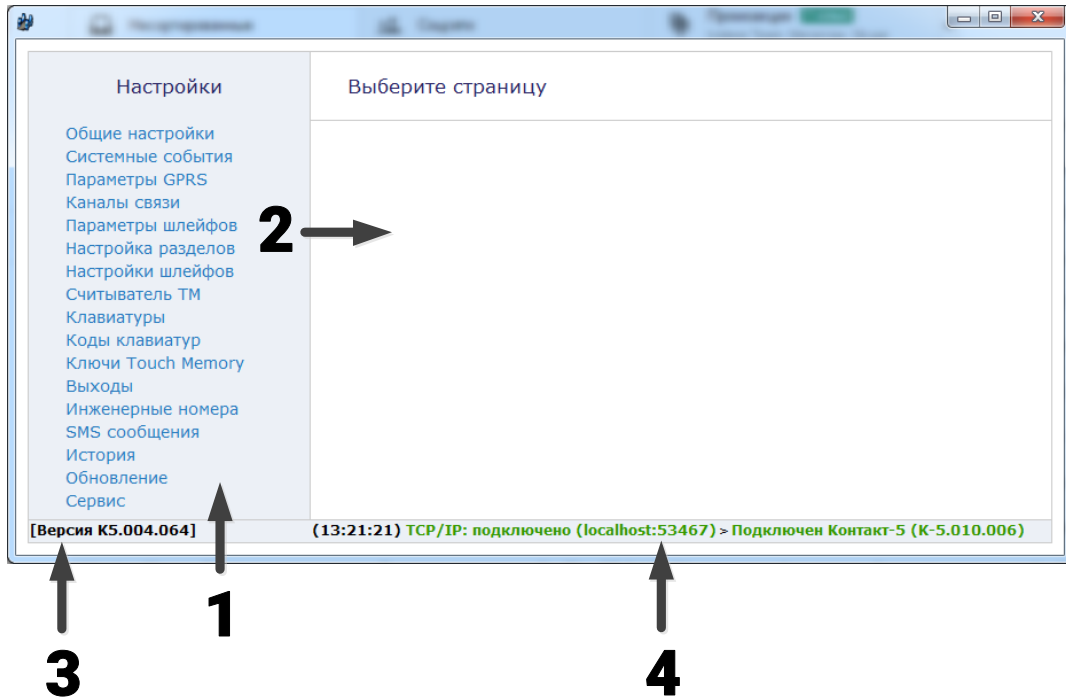 Настройки
Выберите страницу
Общие настройки
Системные события
Параметры GPRS
Каналы связи
Параметры шлейфов
Настройка разделов
Настройки шлейфов
Считыватель ТМ
Клавиатуры
Коды клавиатур
Ключи Touch Memory
Выходы
Инженерные номера
SMS сообщения
История
Обновление
Сервис
2
[Версия K5.004.064]
(13:21:21) TCP/IP: подключено (localhost:53467) > Подключен Контакт-5 (K-5.010.006)
1
3
4